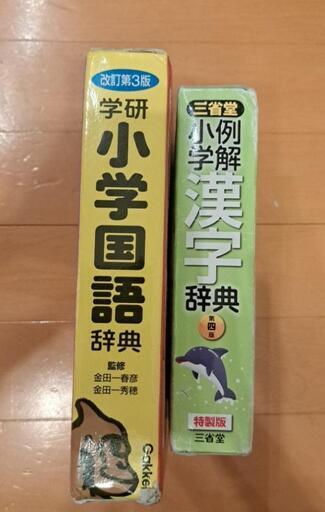 改訂第3版
学研
小学国語
辞典
監修
金田一春彦
金田一秀穂
Gakken
三省堂
例解
小学
漢字
辞典
第四版
特製版
三省堂